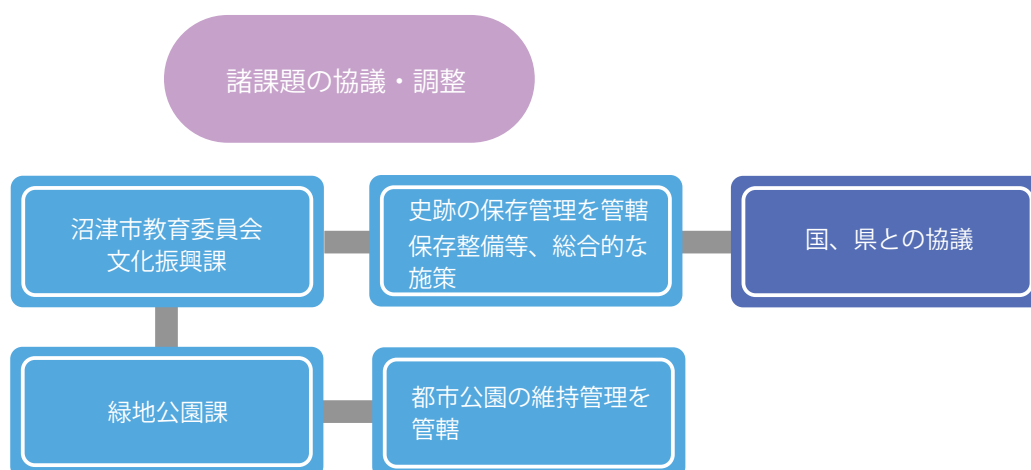 諸課題の協議・調整
沼津市教育委員会
文化振興課
史跡の保存管理を管轄
保存整備等、総合的な
施策
国、県との協議
緑地公園課
都市公園の維持管理を
管轄